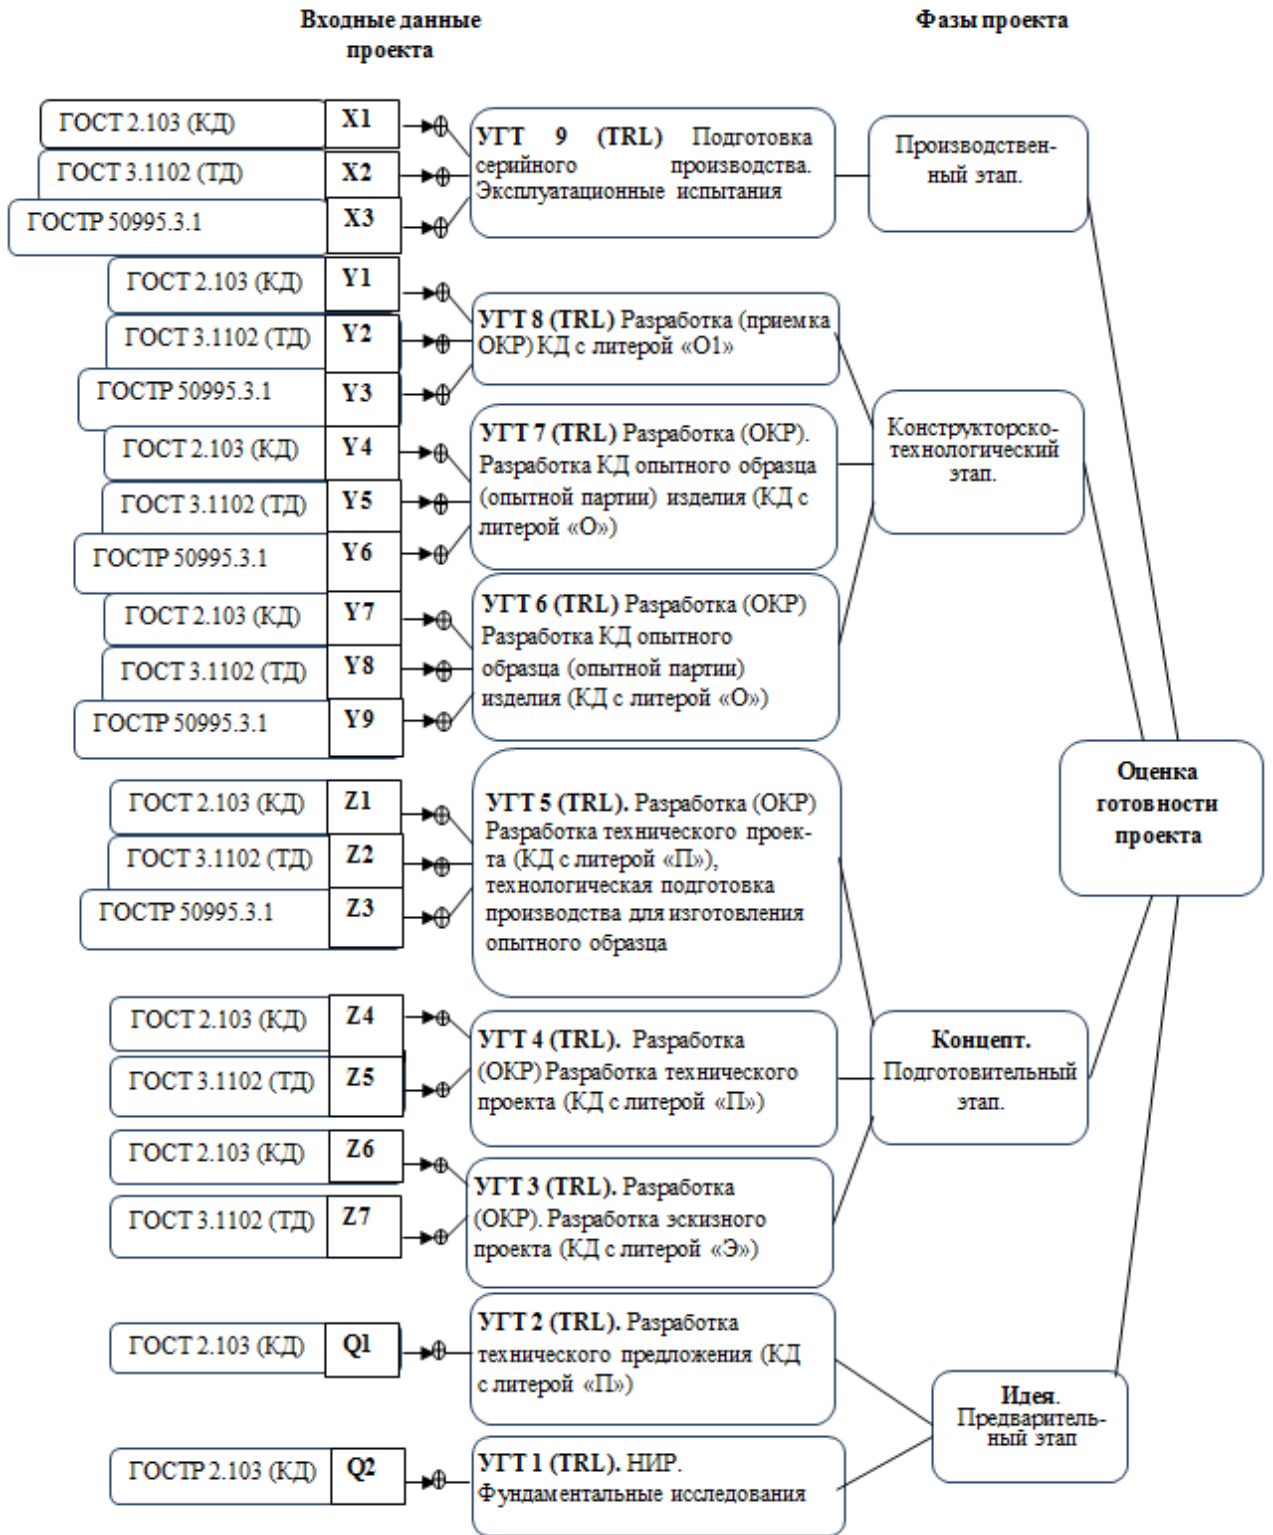 Входные данные
проекта
Фазы проекта
ГОСТ 2.103 (КД)
X1
ГОСТ 3.1102 (ТД)
X2
ГОСТР 50995.3.1
X3
УГТ 9 (TRL) Подготовка
серийного производства.
Эксплуатационные испытания
Производствен-
ный этап.
ГОСТ 2.103 (КД)
Y1
ГОСТ 3.1102 (ТД)
Y2
ГОСТР 50995.3.1
Y3
УГТ 8 (TRL) Разработка (приемка
ОКР) КД с литерой «О1»
ГОСТ 2.103 (КД)
Y4
ГОСТ 3.1102 (ТД)
Y5
ГОСТР 50995.3.1
Y6
УГТ 7 (TRL) Разработка (ОКР).
Разработка КД опытного образца
(опытной партии) изделия (КД с
литерой «О»)
Конструкторско-
технологический
этап.
ГОСТ 2.103 (КД)
Y7
ГОСТ 3.1102 (ТД)
Y8
ГОСТР 50995.3.1
Y9
УГТ 6 (TRL) Разработка (ОКР)
Разработка КД опытного
образца (опытной партии)
изделия (КД с литерой «О»)
Оценка
готовности
проекта
ГОСТ 2.103 (КД)
Z1
ГОСТ 3.1102 (ТД)
Z2
ГОСТР 50995.3.1
Z3
УГТ 5 (TRL). Разработка (ОКР)
Разработка технического проек-
та (КД с литерой «П»),
технологическая подготовка
производства для изготовления
опытного образца
ГОСТ 2.103 (КД)
Z4
ГОСТ 3.1102 (ТД)
Z5
УГТ 4 (TRL). Разработка
(ОКР) Разработка технического
проекта (КД с литерой «П»)
Концепт.
Подготовительный
этап.
ГОСТ 2.103 (КД)
Z6
ГОСТ 3.1102 (ТД)
Z7
УГТ 3 (TRL). Разработка
(ОКР). Разработка эскизного
проекта (КД с литерой «Э»)
ГОСТ 2.103 (КД)
Q1
УГТ 2 (TRL). Разработка
технического предложения (КД
с литерой «П»)
Идея.
Предваритель-
ный этап
ГОСТР 2.103 (КД)
Q2
УГТ 1 (TRL). НИР.
Фундаментальные исследования